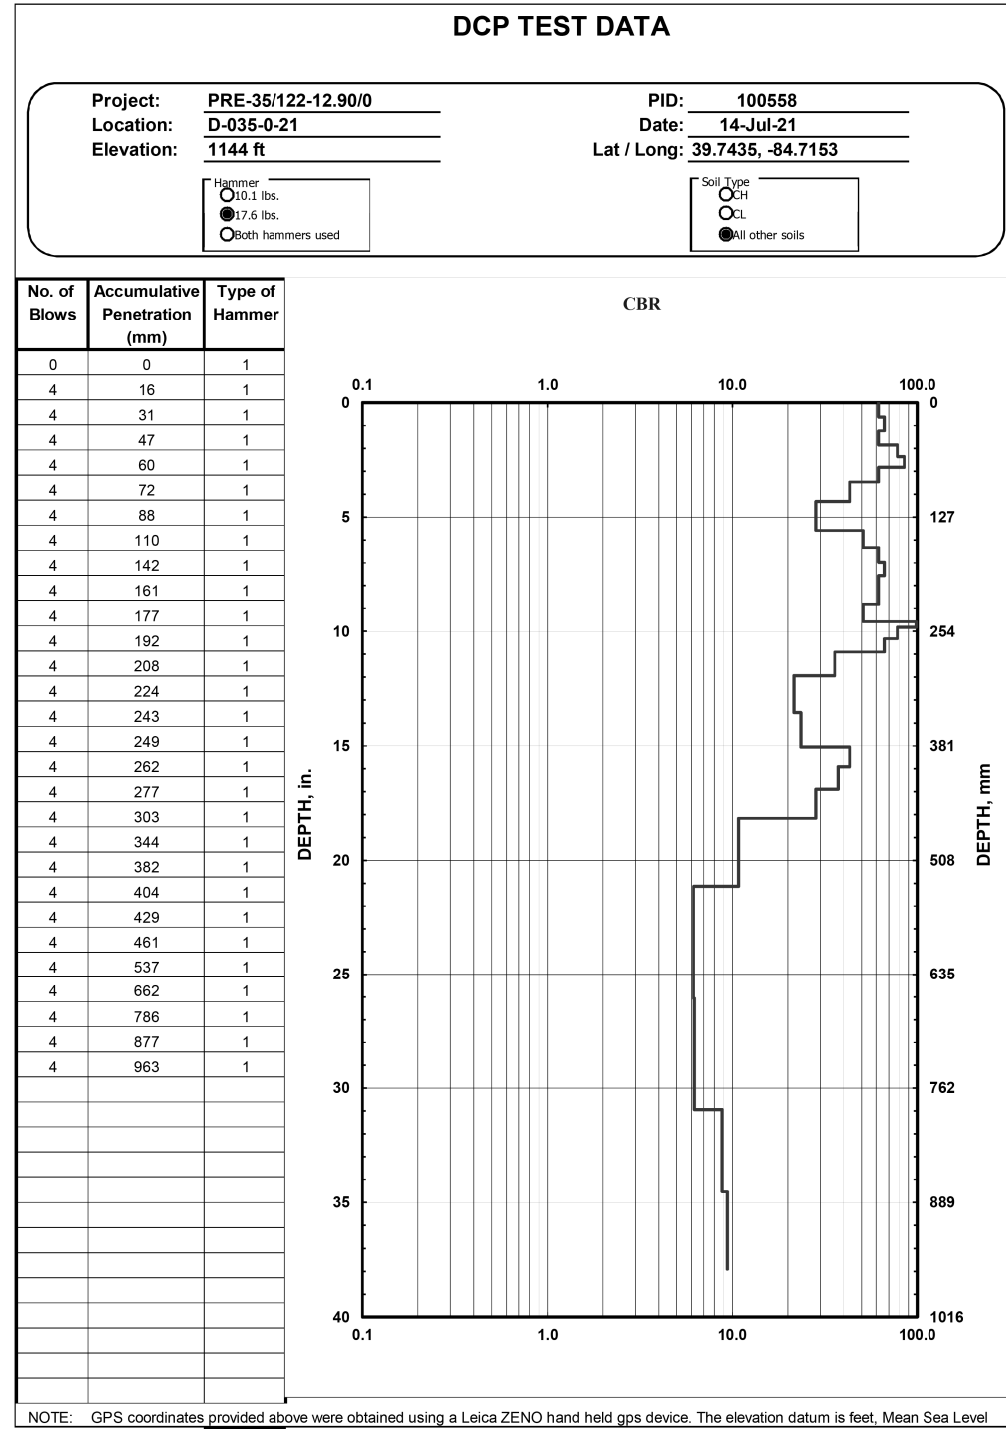 DCP TEST DATA
Project: PRE-35/122-12.90/0 PID: 100558
Location: D-035-0-21 Date: 14-Jul-21
Elevation: 1144 ft Lat / Long: 39.7435, -84.7153
Hammer
10.1 lbs.
17.6 lbs.
Both hammers used
Soil Type
CH
CL
All other soils
No. of Blows Accumulative Penetration (mm) Type of Hammer
0 0 1
4 16 1
4 31 1
4 47 1
4 60 1
4 72 1
4 88 1
4 110 1
4 142 1
4 161 1
4 177 1
4 192 1
4 208 1
4 224 1
4 243 1
4 249 1
4 262 1
4 277 1
4 303 1
4 344 1
4 382 1
4 404 1
4 429 1
4 461 1
4 537 1
4 662 1
4 786 1
4 877 1
4 963 1
CBR
0.1 1.0 10.0 100.0
0 0
5 127
10 254
15 381
20 508
25 635
30 762
35 889
40 1016
0.1 1.0 10.0 100.0
DEPTH, in.
DEPTH, mm
NOTE: GPS coordinates provided above were obtained using a Leica ZENO hand held gps device. The elevation datum is feet, Mean Sea Level